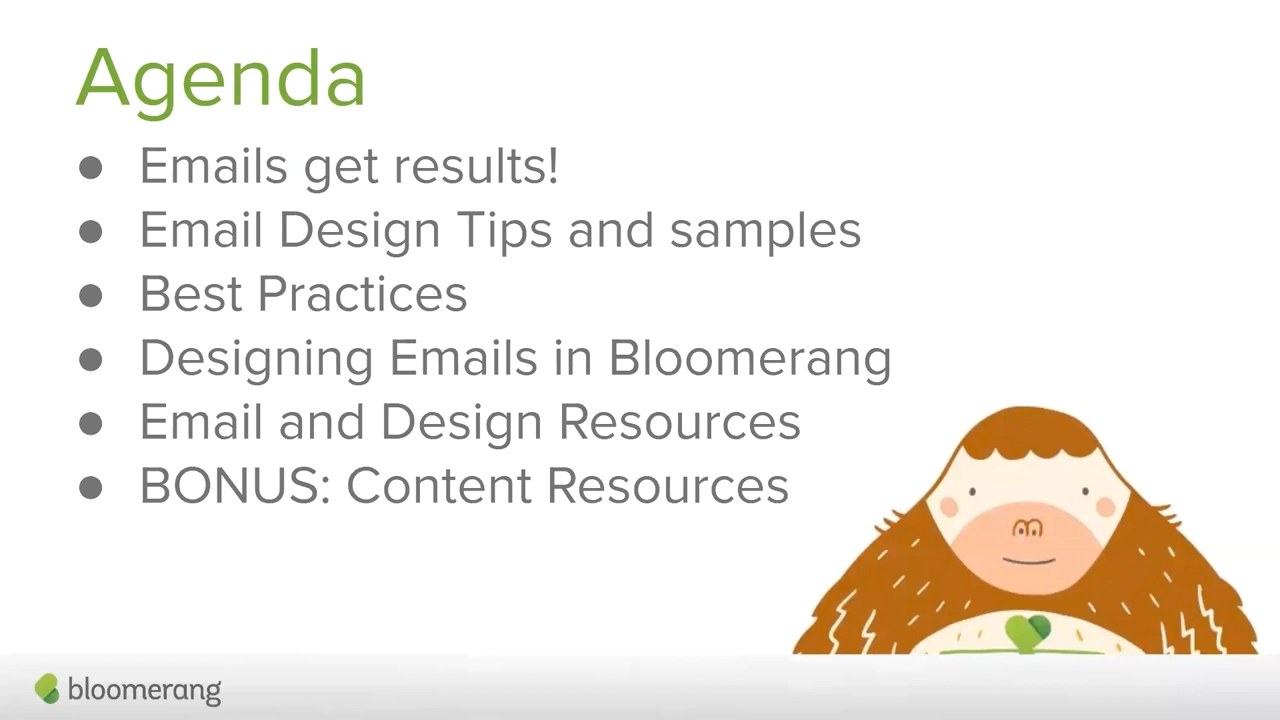 Agenda
● Emails get results!
● Email Design Tips and samples
● Best Practices
● Designing Emails in Bloomerang
● Email and Design Resources
● BONUS: Content Resources
bloomerang